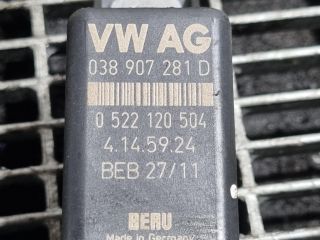 VW AG
038 907 281 D
0 522 120 504
4.14.59.24
BEB 27/11
BERU
Made in Germany